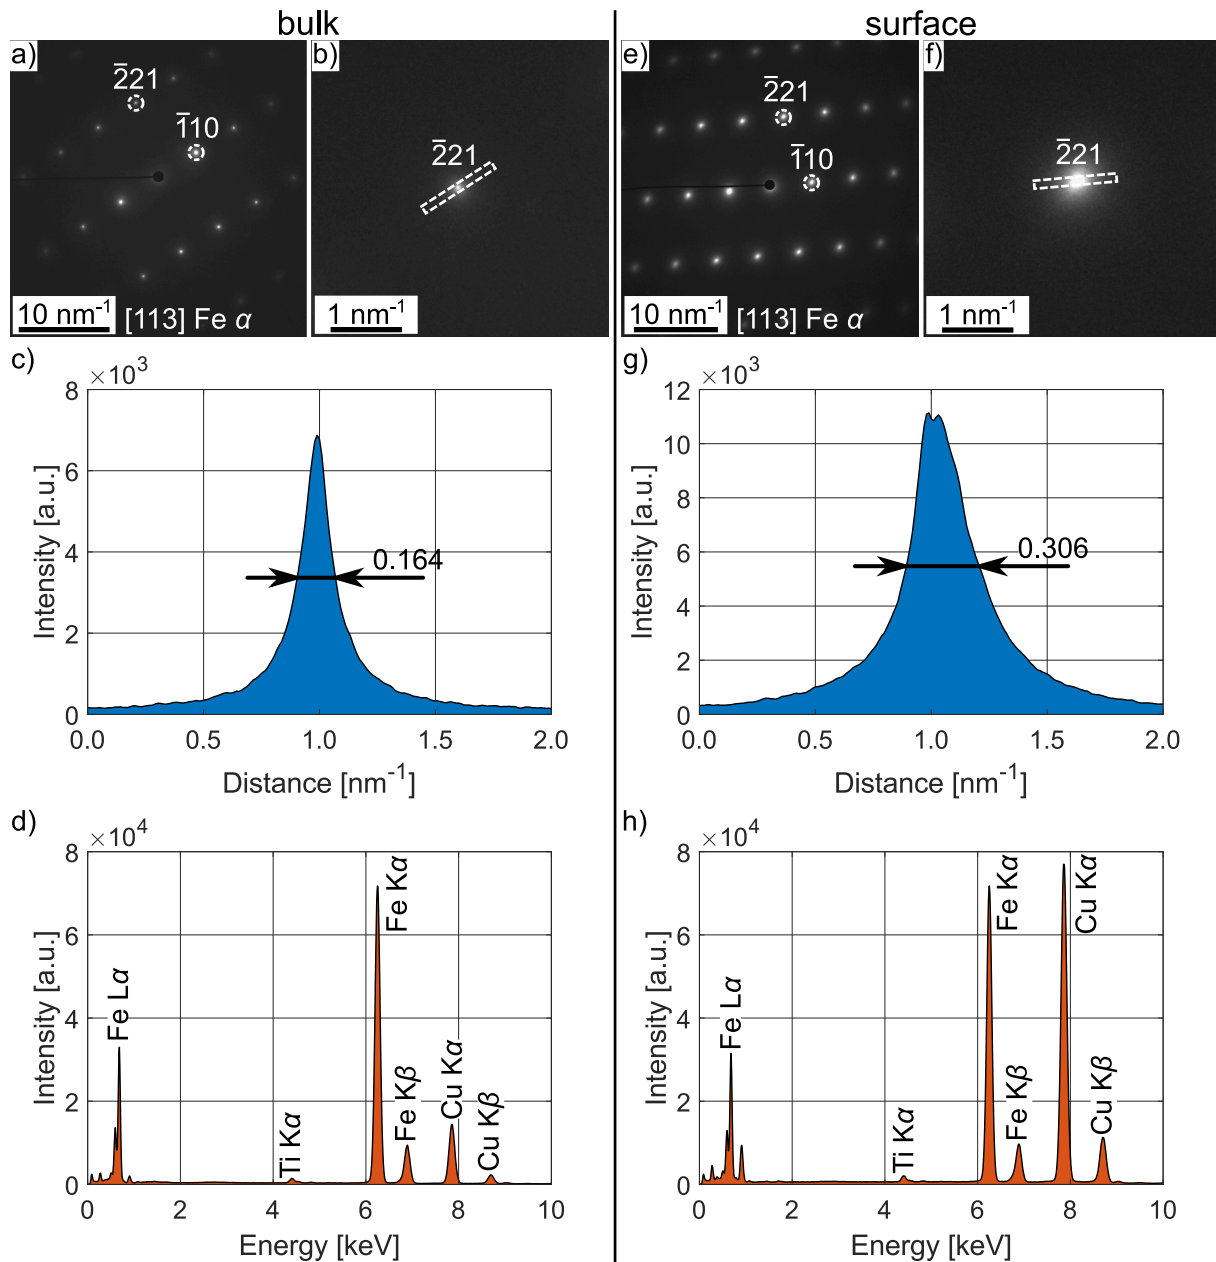 bulk
surface
a)
2̅21
1̅10
10 nm⁻¹
[113] Fe α
b)
2̅21
1 nm⁻¹
e)
2̅21
1̅10
10 nm⁻¹
[113] Fe α
f)
2̅21
1 nm⁻¹
c)
×10³
8
6
4
2
0
Intensity [a.u.]
0.164
0.0 0.5 1.0 1.5 2.0
Distance [nm⁻¹]
g)
×10³
12
10
8
6
4
2
0
Intensity [a.u.]
0.306
0.0 0.5 1.0 1.5 2.0
Distance [nm⁻¹]
d)
×10⁴
8
6
4
2
0
Intensity [a.u.]
Fe Lα
Ti Kα
Fe Kα
Fe Kβ
Cu Kα
Cu Kβ
0 2 4 6 8 10
Energy [keV]
h)
×10⁴
8
6
4
2
0
Intensity [a.u.]
Fe Lα
Ti Kα
Fe Kα
Fe Kβ
Cu Kα
Cu Kβ
0 2 4 6 8 10
Energy [keV]